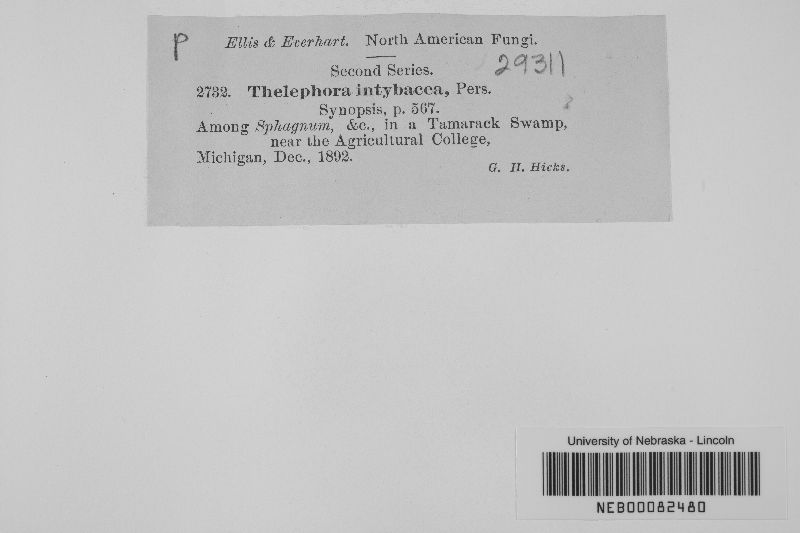 P
Ellis & Everhart. North American Fungi.
29311
Second Series.
2732. Thelephora intybacea, Pers.
Synopsis, p. 567.
Among Sphagnum, &c., in a Tamarack Swamp,
near the Agricultural College,
Michigan, Dec., 1892.
G. H. Hicks.
University of Nebraska - Lincoln
NEB00082480